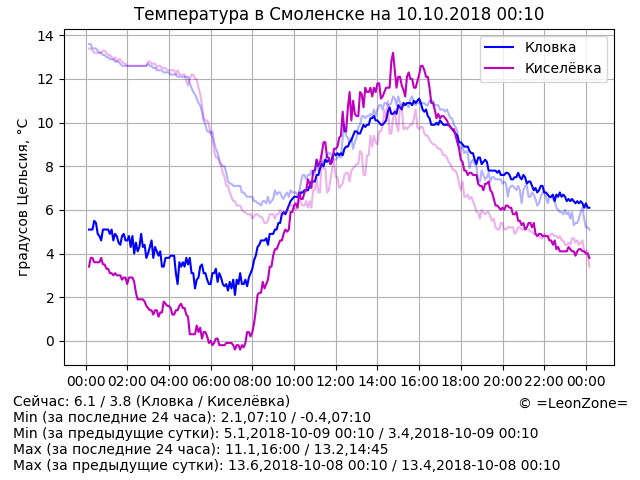 Температура в Смоленске на 10.10.2018 00:10
Кловка
Киселёвка
градусов Цельсия, °C
14
12
10
8
6
4
2
0
00:00 02:00 04:00 06:00 08:00 10:00 12:00 14:00 16:00 18:00 20:00 22:00 00:00
Сейчас: 6.1 / 3.8 (Кловка / Киселёвка)
© =LeonZone=
Min (за последние 24 часа): 2.1,07:10 / -0.4,07:10
Min (за предыдущие сутки): 5.1,2018-10-09 00:10 / 3.4,2018-10-09 00:10
Max (за последние 24 часа): 11.1,16:00 / 13.2,14:45
Max (за предыдущие сутки): 13.6,2018-10-08 00:10 / 13.4,2018-10-08 00:10